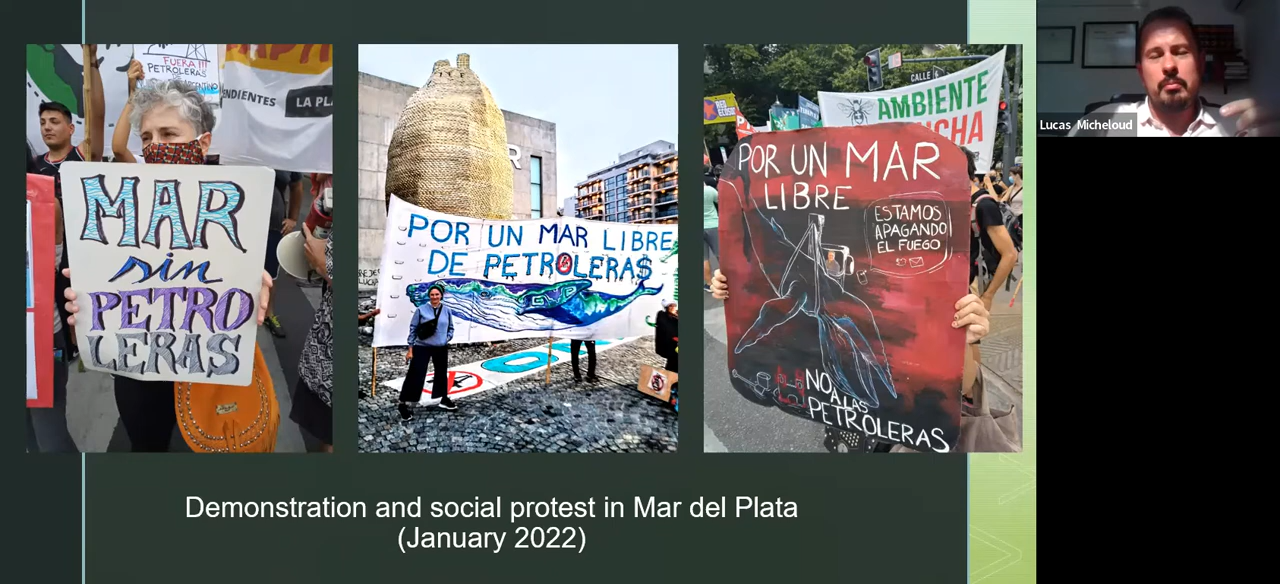 FUERA!!!
PETROLERAS
NDIENTES
LA PLA
MAR
sin
PETRO
LERAS
R
POR UN MAR LIBRE
DE PETROLERAS
CALLE
AMBIENTE
POR UN MAR
LIBRE
ESTAMOS
APAGANDO
EL FUEGO
NO
A LAS
PETROLERAS
Demonstration and social protest in Mar del Plata
(January 2022)
Lucas Micheloud